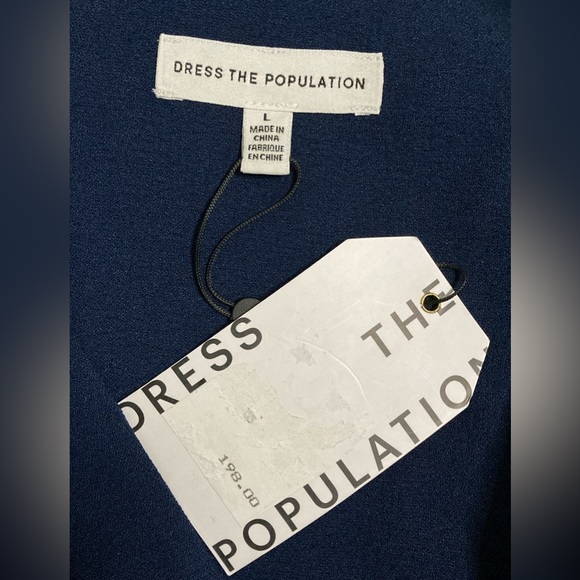 DRESS THE POPULATION
L
MADE IN
CHINA
FABRIQUE
EN CHINE
DRESS
THE
POPULATION
198.00